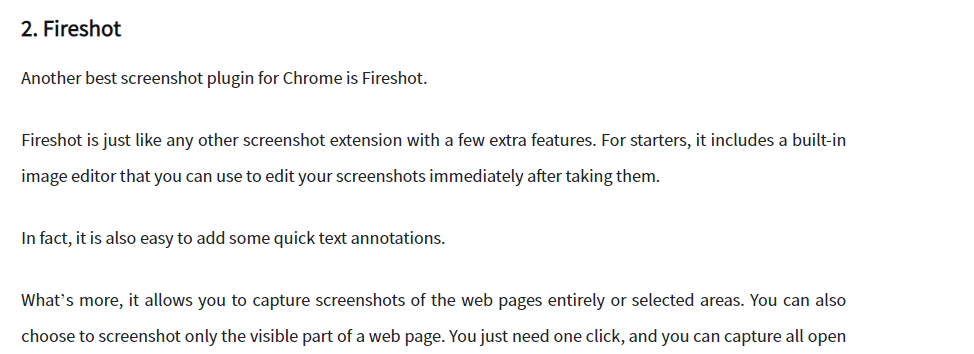 2. Fireshot
Another best screenshot plugin for Chrome is Fireshot.
Fireshot is just like any other screenshot extension with a few extra features. For starters, it includes a built-in
image editor that you can use to edit your screenshots immediately after taking them.
In fact, it is also easy to add some quick text annotations.
What’s more, it allows you to capture screenshots of the web pages entirely or selected areas. You can also
choose to screenshot only the visible part of a web page. You just need one click, and you can capture all open